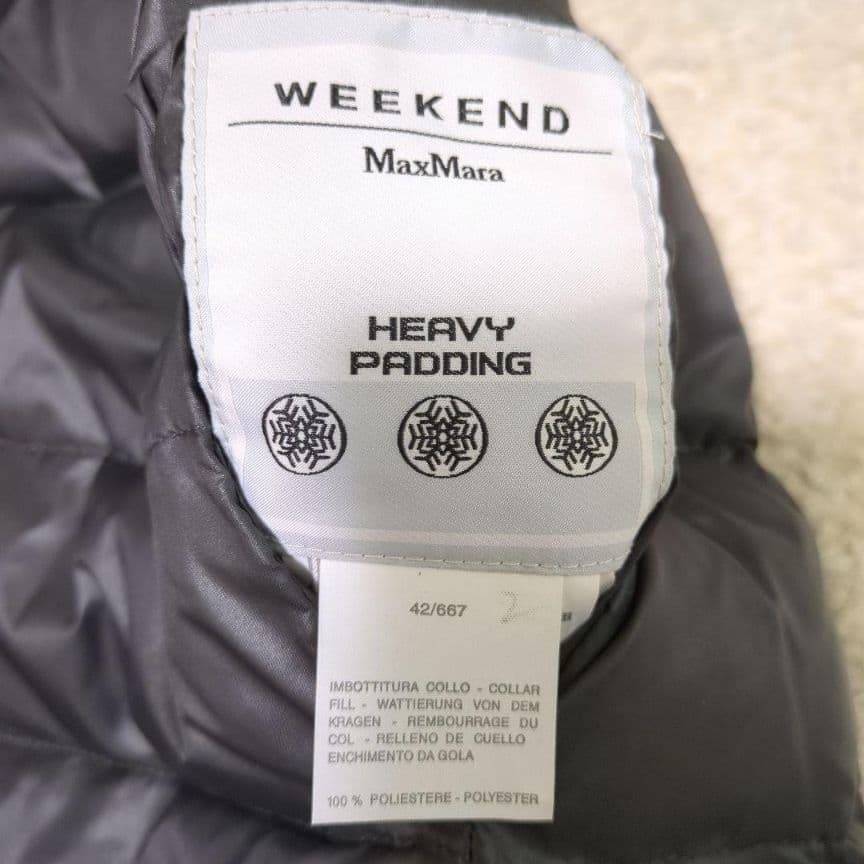 WEEKEND
MaxMara
HEAVY
PADDING
42/667 2
IMBOTTITURA COLLO - COLLAR
FILL - WATTIERUNG VON DEM
KRAGEN - REMBOURRAGE DU
COL - RELLENO DE CUELLO
ENCHIMENTO DA GOLA
100 % POLIESTERE - POLYESTER